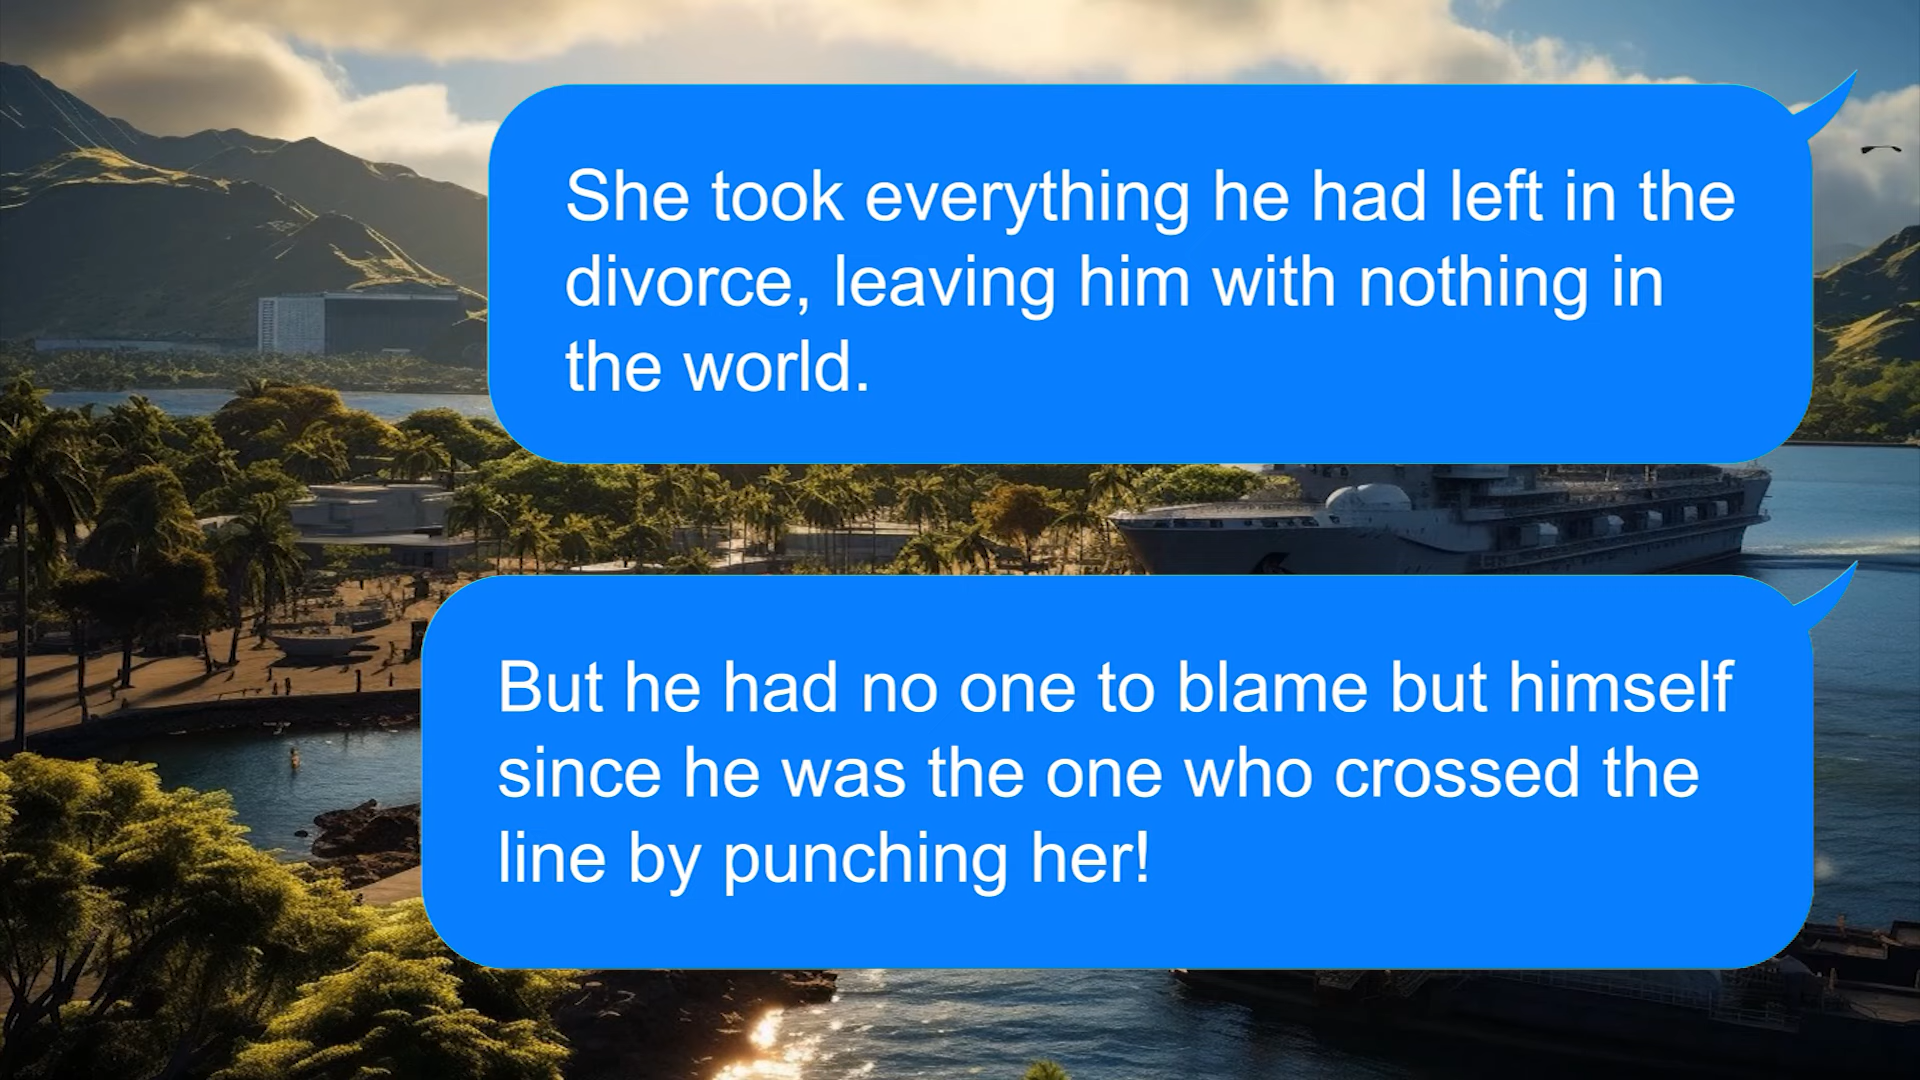 She took everything he had left in the
divorce, leaving him with nothing in
the world.
But he had no one to blame but himself
since he was the one who crossed the
line by punching her!